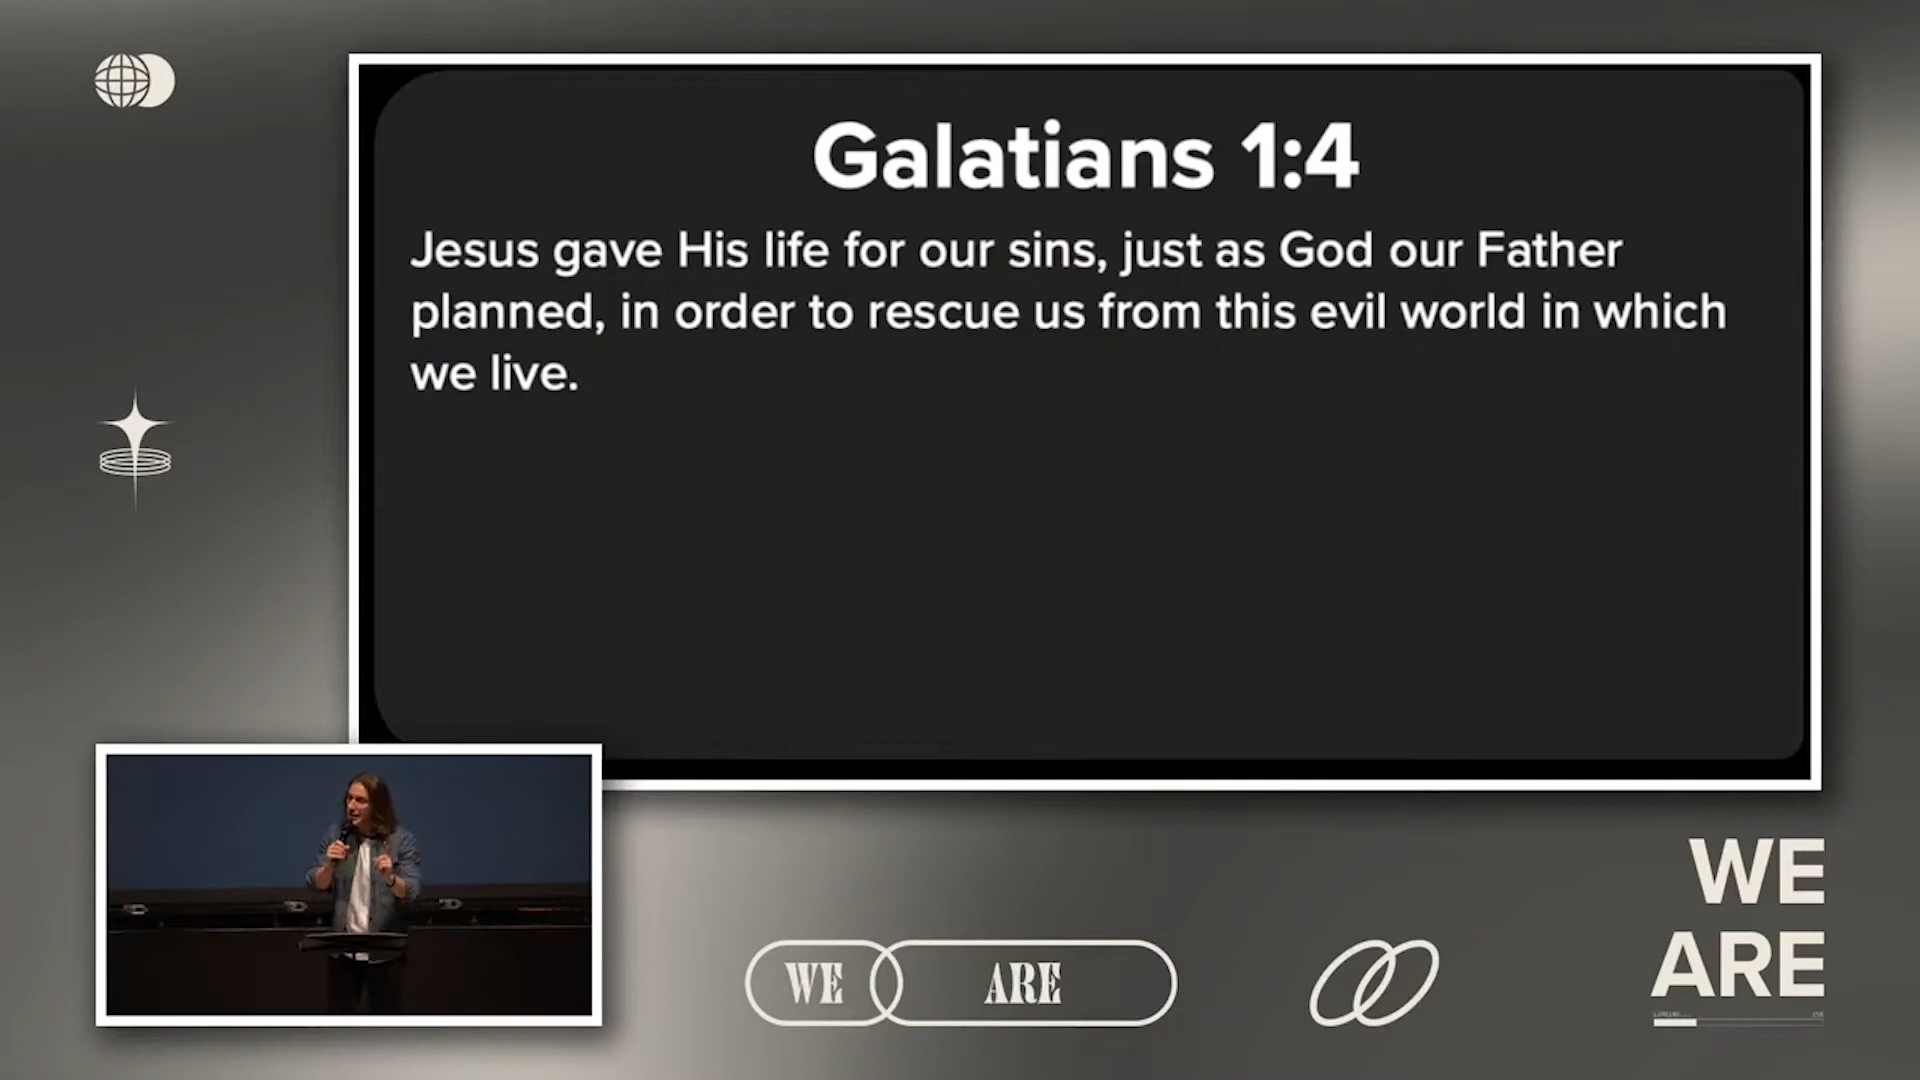 Galatians 1:4
Jesus gave His life for our sins, just as God our Father
planned, in order to rescue us from this evil world in which
we live.
WE ARE
WE
ARE